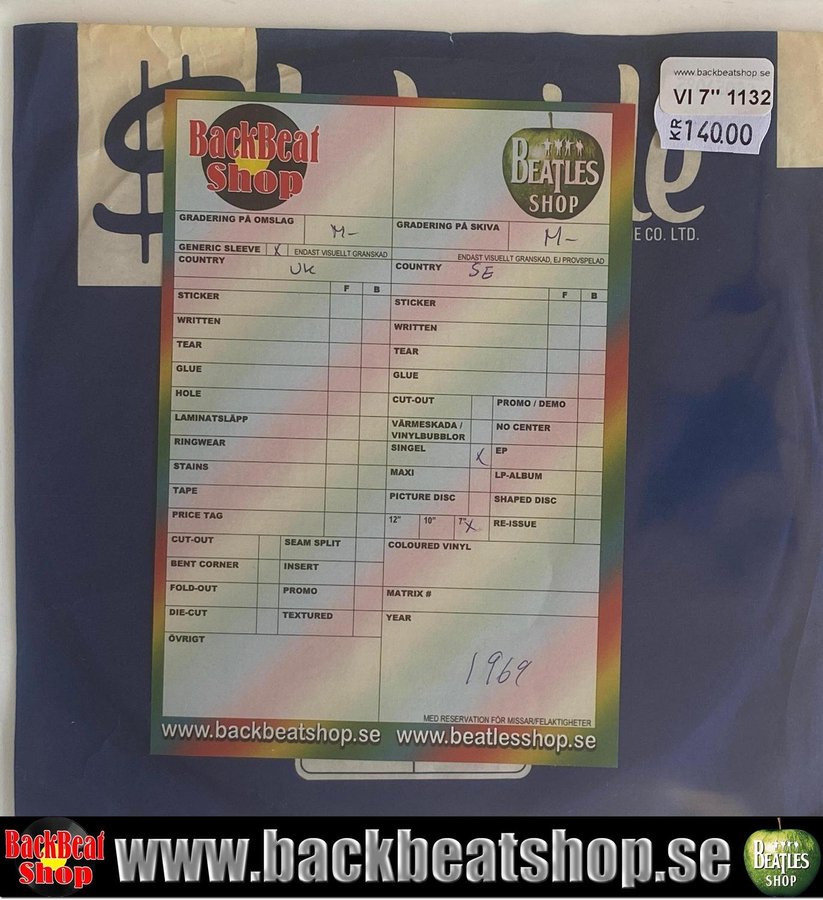 www.backbeatshop.se
VI 7" 1132
KR 140.00
E CO. LTD.
BackBeat
Shop
BEATLES
SHOP
GRADERING PÅ OMSLAG M-
GRADERING PÅ SKIVA M-
GENERIC SLEEVE X ENDAST VISUELLT GRANSKAD
ENDAST VISUELLT GRANSKAD, EJ PROVSPELAD
COUNTRY UK
COUNTRY SE
F B
F B
STICKER
WRITTEN
TEAR
GLUE
HOLE
LAMINATSLÄPP
RINGWEAR
STAINS
TAPE
PRICE TAG
CUT-OUT SEAM SPLIT
BENT CORNER INSERT
FOLD-OUT PROMO
DIE-CUT TEXTURED
ÖVRIGT
STICKER
WRITTEN
TEAR
GLUE
CUT-OUT PROMO / DEMO
VÄRMESKADA /
VINYLBUBBLOR NO CENTER
SINGEL X EP
MAXI LP-ALBUM
PICTURE DISC SHAPED DISC
12" 10" 7" X RE-ISSUE
COLOURED VINYL
MATRIX #
YEAR
1969
MED RESERVATION FÖR MISSAR/FELAKTIGHETER
www.backbeatshop.se www.beatlesshop.se
BackBeat
Shop
www.backbeatshop.se
BEATLES
SHOP